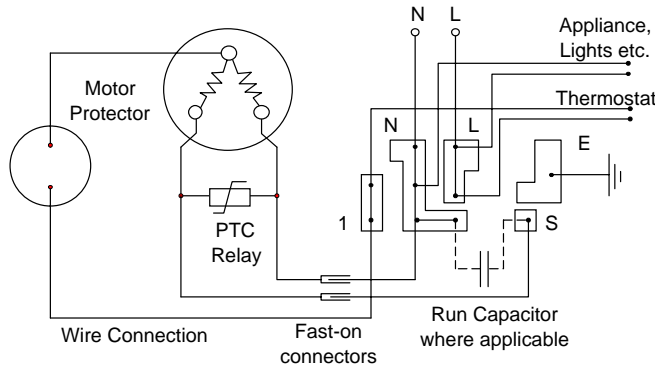 N
L
Appliance,
Lights etc.
Motor
Protector
Thermostat
N
L
E
1
S
PTC
Relay
Wire Connection
Fast-on
connectors
Run Capacitor
where applicable